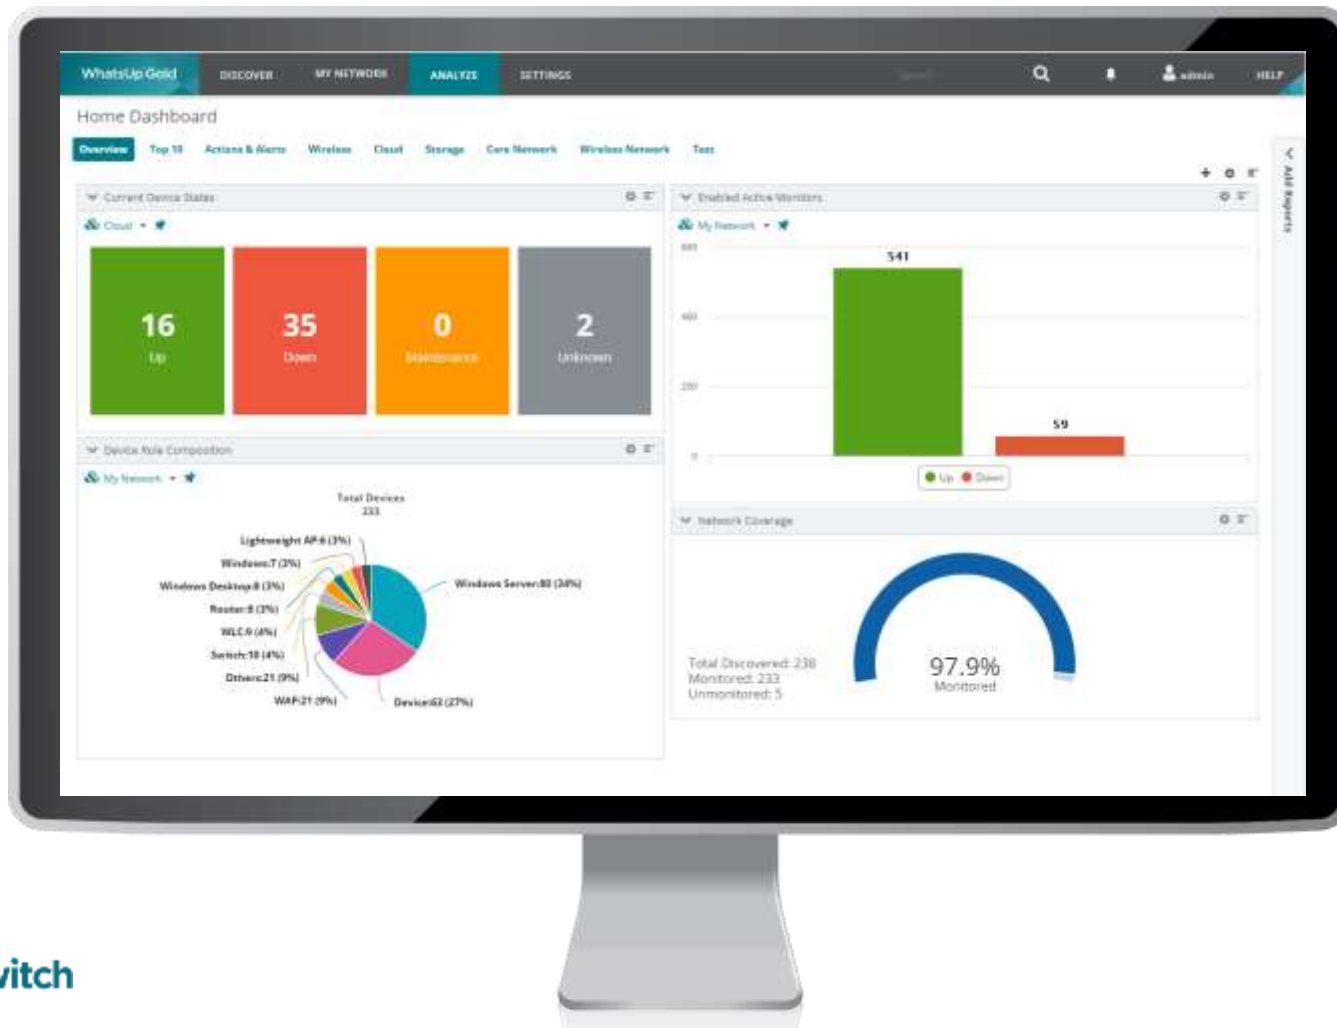 WhatsUp Gold DISCOVER MY NETWORK ANALYZE SETTINGS admin HELP
Home Dashboard
Overview Top 10 Actions & Alerts Wireless Cloud Storage Core Network Wireless Network Test
Add Reports
Current Device States
Cloud
16
Up
35
Down
0
Maintenance
2
Unknown
Enabled Active Monitors
My Network
600
541
400
200
59
0
Up Down
Device Role Composition
My Network
Total Devices
233
Lightweight AP:6 (3%)
Windows:7 (3%)
Windows Desktop:8 (3%)
Router:8 (3%)
WLC:9 (4%)
Switch:10 (4%)
Others:21 (9%)
WAP:21 (9%)
Device:63 (27%)
Windows Server:80 (34%)
Network Coverage
Total Discovered: 238
Monitored: 233
Unmonitored: 5
97.9%
Monitored